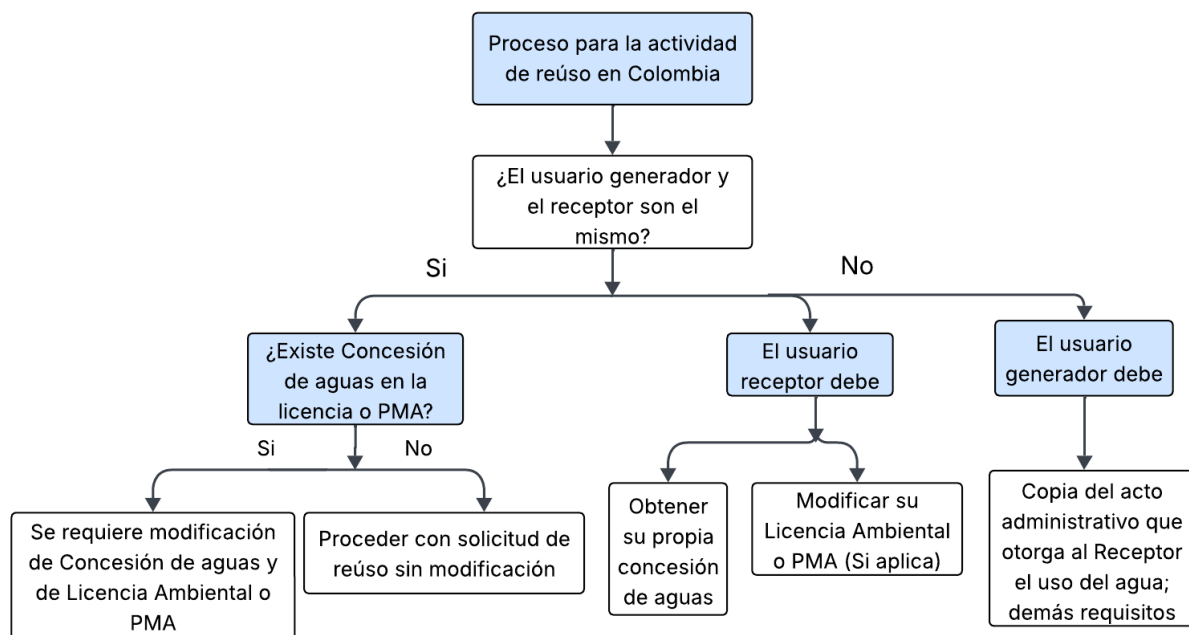 Proceso para la actividad
de reúso en Colombia
¿El usuario generador y
el receptor son el
mismo?
Si
No
¿Existe Concesión
de aguas en la
licencia o PMA?
El usuario
receptor debe
El usuario
generador debe
Si
No
Se requiere modificación
de Concesión de aguas y
de Licencia Ambiental o
PMA
Proceder con solicitud de
reúso sin modificación
Obtener
su propia
concesión
de aguas
Modificar su
Licencia Ambiental
o PMA (Si aplica)
Copia del acto
administrativo que
otorga al Receptor
el uso del agua;
demás requisitos